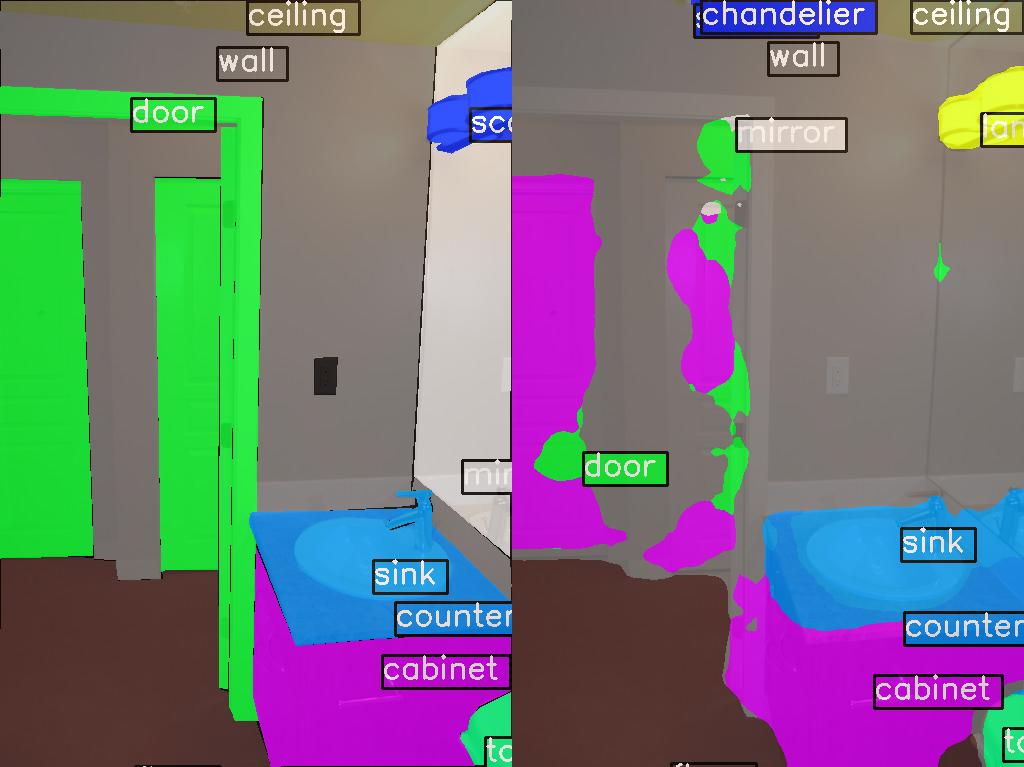 ceiling
chandelier
ceiling
wall
wall
door
mirror
door
sink
sink
counter
counter
cabinet
cabinet